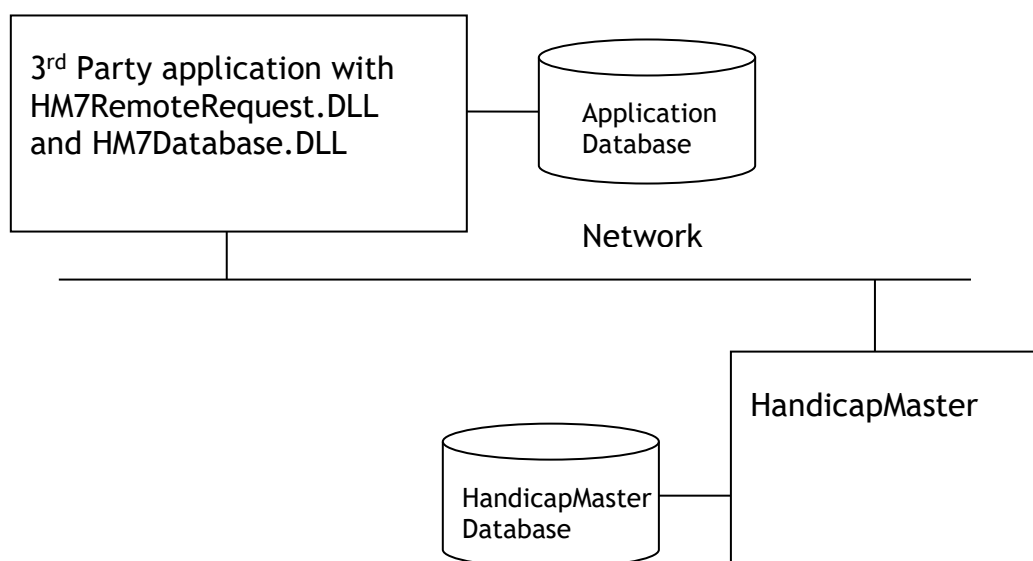 3rd Party application with
HM7RemoteRequest.DLL
and HM7Database.DLL
Application
Database
Network
HandicapMaster
HandicapMaster
Database